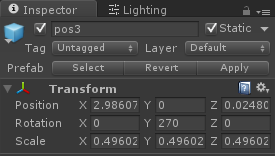 Inspector Lighting
pos3 Static
Tag Untagged Layer Default
Prefab Select Revert Apply
Transform
Position X 2.98607 Y 0 Z 0.02480
Rotation X 0 Y 270 Z 0
Scale X 0.49602 Y 0.49602 Z 0.49602